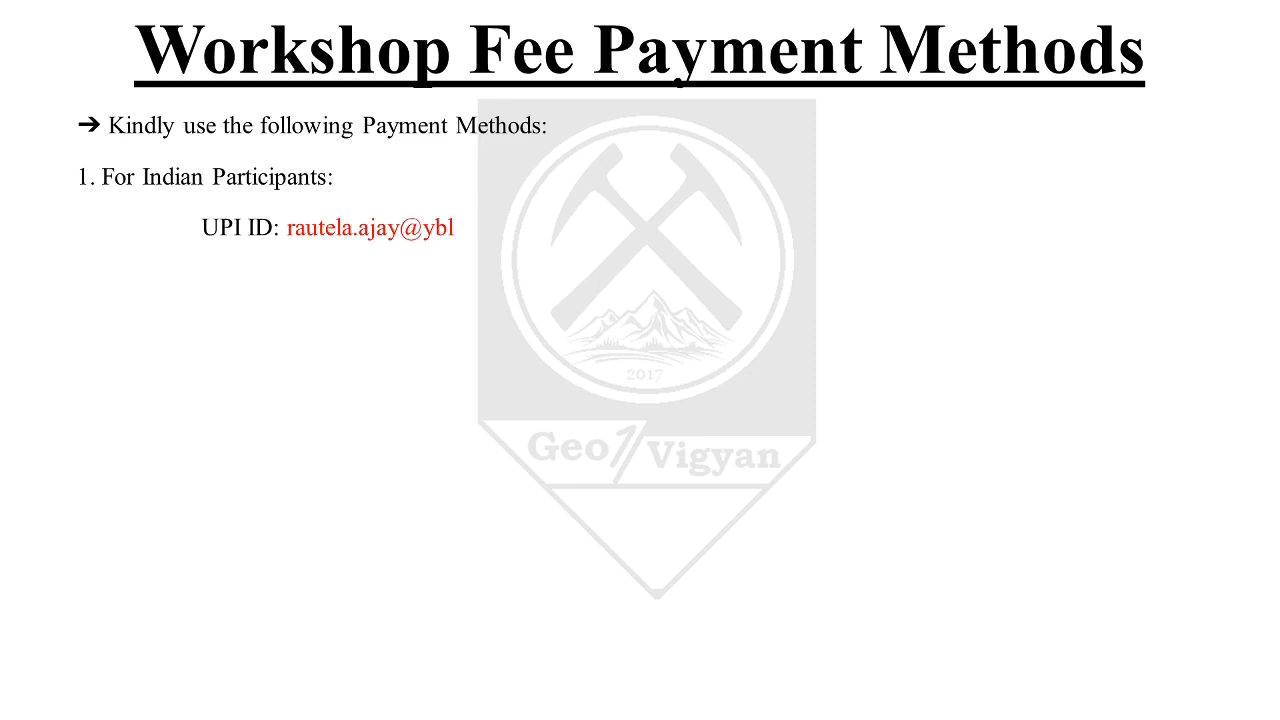 Workshop Fee Payment Methods
➔ Kindly use the following Payment Methods:
1. For Indian Participants:
UPI ID: rautela.ajay@ybl
2017
Geo Vigyan